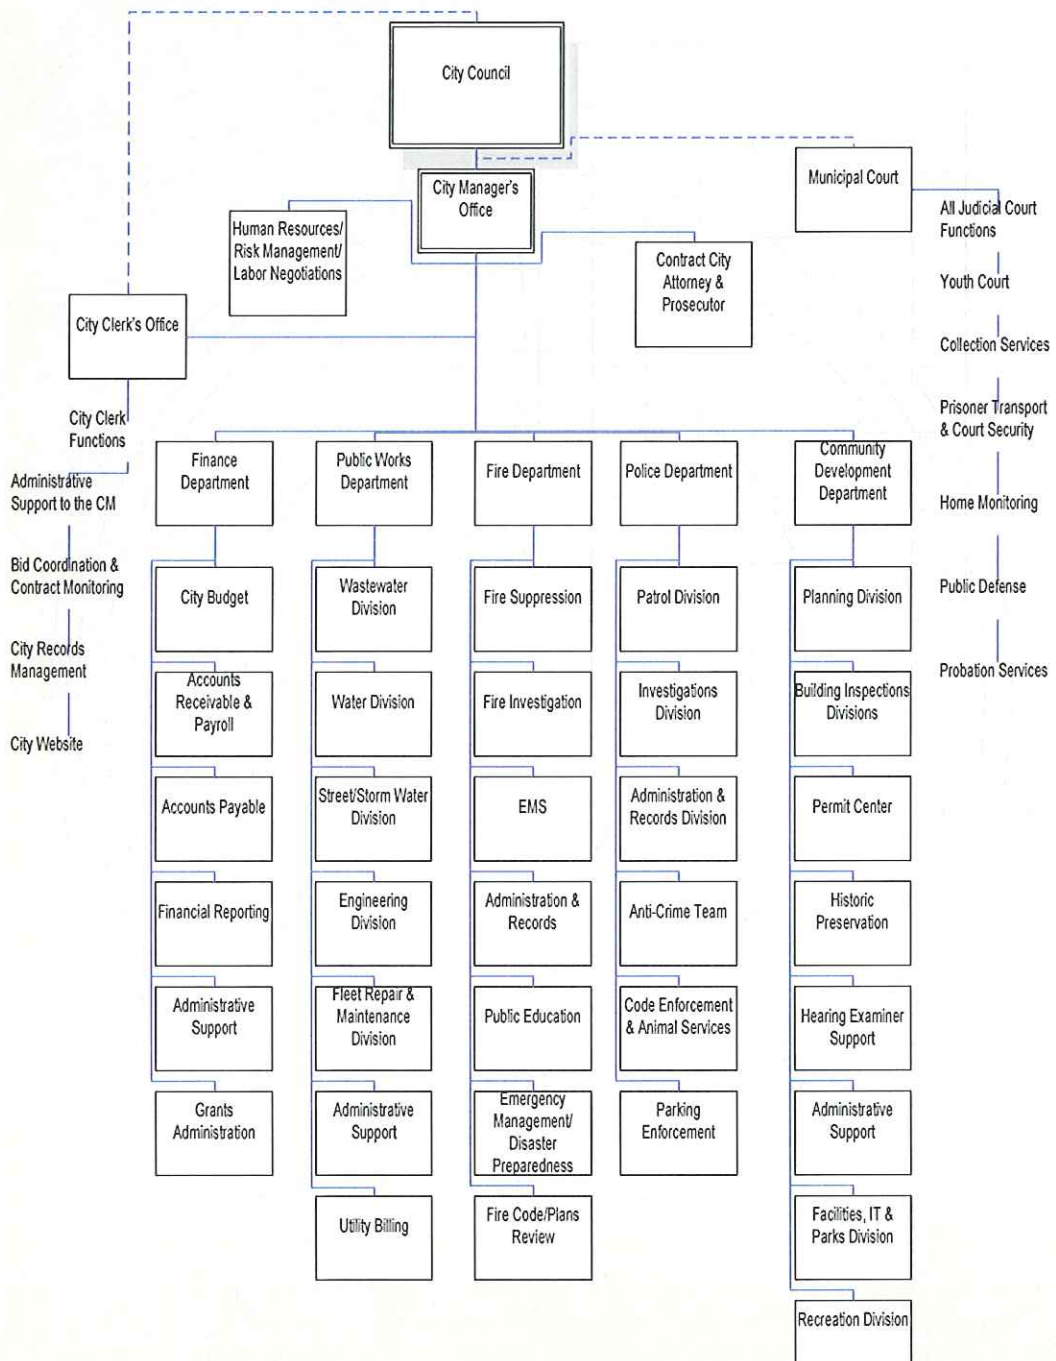 City Council
City Manager's
Office
Municipal Court
All Judicial Court
Functions
Youth Court
Collection Services
Prisoner Transport
& Court Security
Home Monitoring
Public Defense
Probation Services
Human Resources/
Risk Management/
Labor Negotiations
Contract City
Attorney &
Prosecutor
City Clerk's Office
City Clerk
Functions
Administrative
Support to the CM
Bid Coordination &
Contract Monitoring
City Records
Management
City Website
Finance
Department
City Budget
Accounts
Receivable &
Payroll
Accounts Payable
Financial Reporting
Administrative
Support
Grants
Administration
Public Works
Department
Wastewater
Division
Water Division
Street/Storm Water
Division
Engineering
Division
Fleet Repair &
Maintenance
Division
Administrative
Support
Utility Billing
Fire Department
Fire Suppression
Fire Investigation
EMS
Administration &
Records
Public Education
Emergency
Management/
Disaster
Preparedness
Fire Code/Plans
Review
Police Department
Patrol Division
Investigations
Division
Administration &
Records Division
Anti-Crime Team
Code Enforcement
& Animal Services
Parking
Enforcement
Community
Development
Department
Planning Division
Building Inspections
Divisions
Permit Center
Historic
Preservation
Hearing Examiner
Support
Administrative
Support
Facilities, IT &
Parks Division
Recreation Division